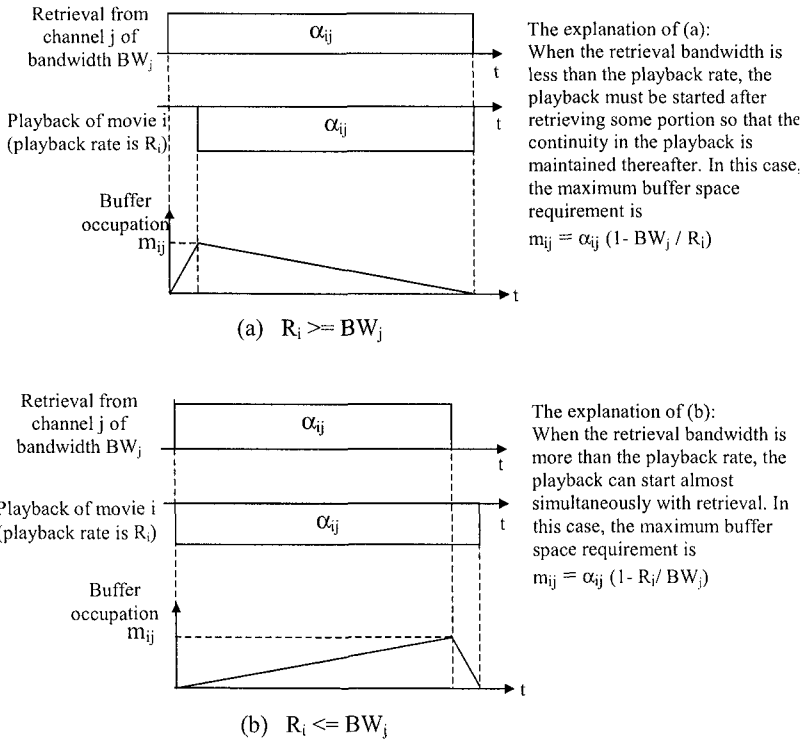 Retrieval from
channel j of
bandwidth BWj
αij
t
Playback of movie i
(playback rate is Ri)
αij
t
Buffer
occupation
mij
t
(a) Ri >= BWj
The explanation of (a):
When the retrieval bandwidth is
less than the playback rate, the
playback must be started after
retrieving some portion so that the
continuity in the playback is
maintained thereafter. In this case,
the maximum buffer space
requirement is
mij = αij (1- BWj / Ri)
Retrieval from
channel j of
bandwidth BWj
αij
t
Playback of movie i
(playback rate is Ri)
αij
t
Buffer
occupation
mij
t
(b) Ri <= BWj
The explanation of (b):
When the retrieval bandwidth is
more than the playback rate, the
playback can start almost
simultaneously with retrieval. In
this case, the maximum buffer
space requirement is
mij = αij (1- Ri/ BWj)